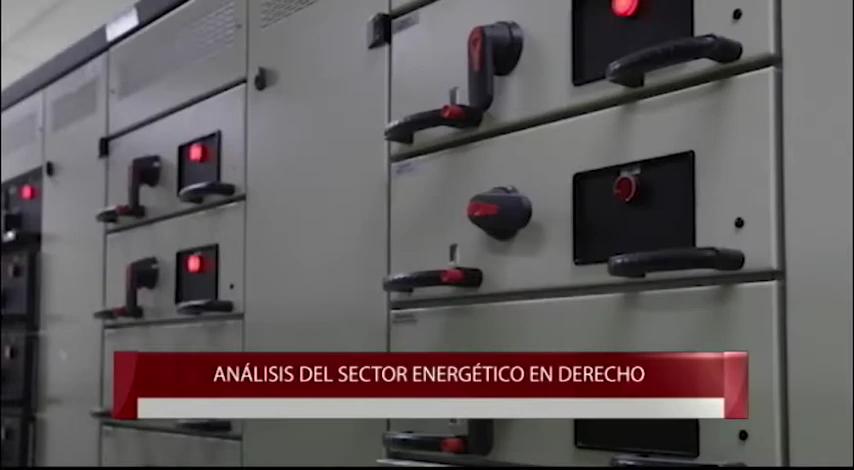 ANÁLISIS DEL SECTOR ENERGÉTICO EN DERECHO